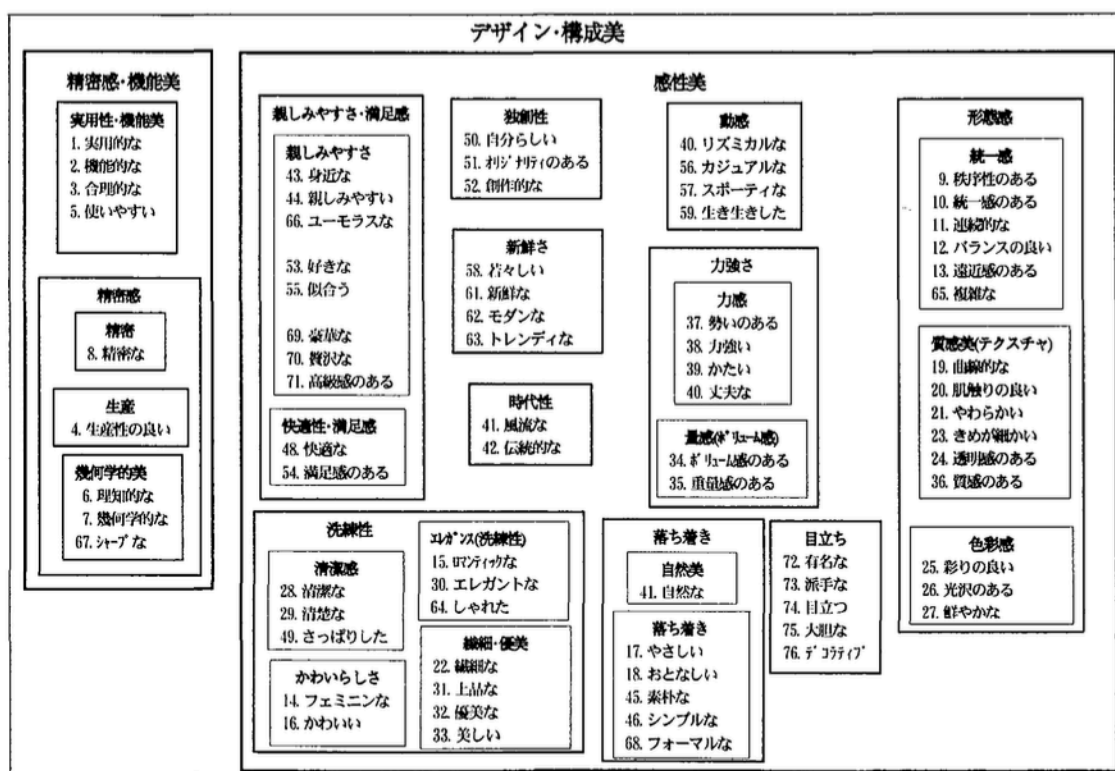 デザイン・構成美
精密感・機能美
実用性・機能美
1. 実用的な
2. 機能的な
3. 合理的な
5. 使いやすい
精密感
精密
8. 精密な
生産
4. 生産性の良い
幾何学的美
6. 理知的な
7. 幾何学的な
67. シャープな
感性美
親しみやすさ・満足感
親しみやすさ
43. 身近な
44. 親しみやすい
66. ユーモラスな
53. 好きな
55. 似合う
69. 豪華な
70. 贅沢な
71. 高級感のある
快適性・満足感
48. 快適な
54. 満足感のある
独創性
50. 自分らしい
51. オリジナリティのある
52. 創作的な
新鮮さ
58. 若々しい
61. 新鮮な
62. モダンな
63. トレンディな
時代性
41. 風流な
42. 伝統的な
動感
40. リズミカルな
56. カジュアルな
57. スポーティな
59. 生き生きした
力強さ
力感
37. 勢いのある
38. 力強い
39. かたい
40. 丈夫な
量感(ボリューム感)
34. ボリューム感のある
35. 重量感のある
形態感
統一感
9. 秩序性のある
10. 統一感のある
11. 連続的な
12. バランスの良い
13. 遠近感のある
65. 複雑な
質感美(テクスチャ)
19. 曲線的な
20. 肌触りの良い
21. やわらかい
23. きめが細かい
24. 透明感のある
36. 質感のある
色彩感
25. 彩りの良い
26. 光沢のある
27. 鮮やかな
洗練性
清潔感
28. 清潔な
29. 清楚な
49. さっぱりした
かわいらしさ
14. フェミニンな
16. かわいい
エレガンス(洗練性)
15. ロマンティックな
30. エレガントな
64. しゃれた
繊細・優美
22. 繊細な
31. 上品な
32. 優美な
33. 美しい
落ち着き
自然美
41. 自然な
落ち着き
17. やさしい
18. おとなしい
45. 素朴な
46. シンプルな
68. フォーマルな
目立ち
72. 有名な
73. 派手な
74. 目立つ
75. 大胆な
76. デコラティブ